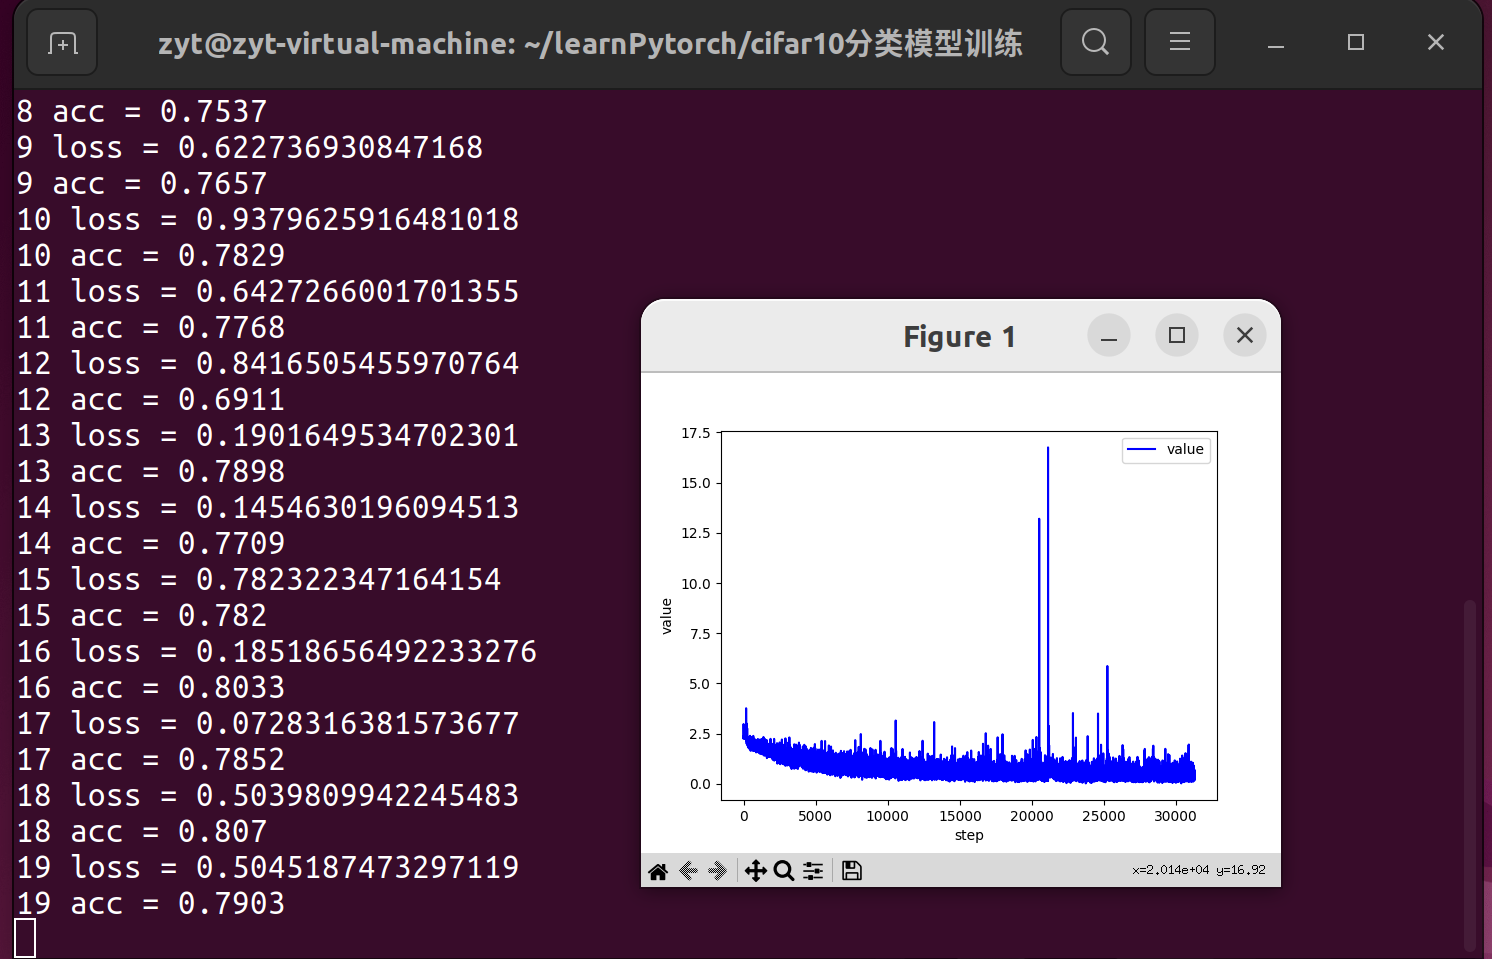 zyt@zyt-virtual-machine: ~/learnPytorch/cifar10分类模型训练
8 acc = 0.7537
9 loss = 0.622736930847168
9 acc = 0.7657
10 loss = 0.9379625916481018
10 acc = 0.7829
11 loss = 0.6427266001701355
11 acc = 0.7768
12 loss = 0.8416505455970764
12 acc = 0.6911
13 loss = 0.1901649534702301
13 acc = 0.7898
14 loss = 0.1454630196094513
14 acc = 0.7709
15 loss = 0.782322347164154
15 acc = 0.782
16 loss = 0.18518656492233276
16 acc = 0.8033
17 loss = 0.0728316381573677
17 acc = 0.7852
18 loss = 0.5039809942245483
18 acc = 0.807
19 loss = 0.5045187473297119
19 acc = 0.7903
Figure 1
17.5
15.0
12.5
10.0
7.5
5.0
2.5
0.0
value
value
0 5000 10000 15000 20000 25000 30000
step
x=2.014e+04 y=16.92